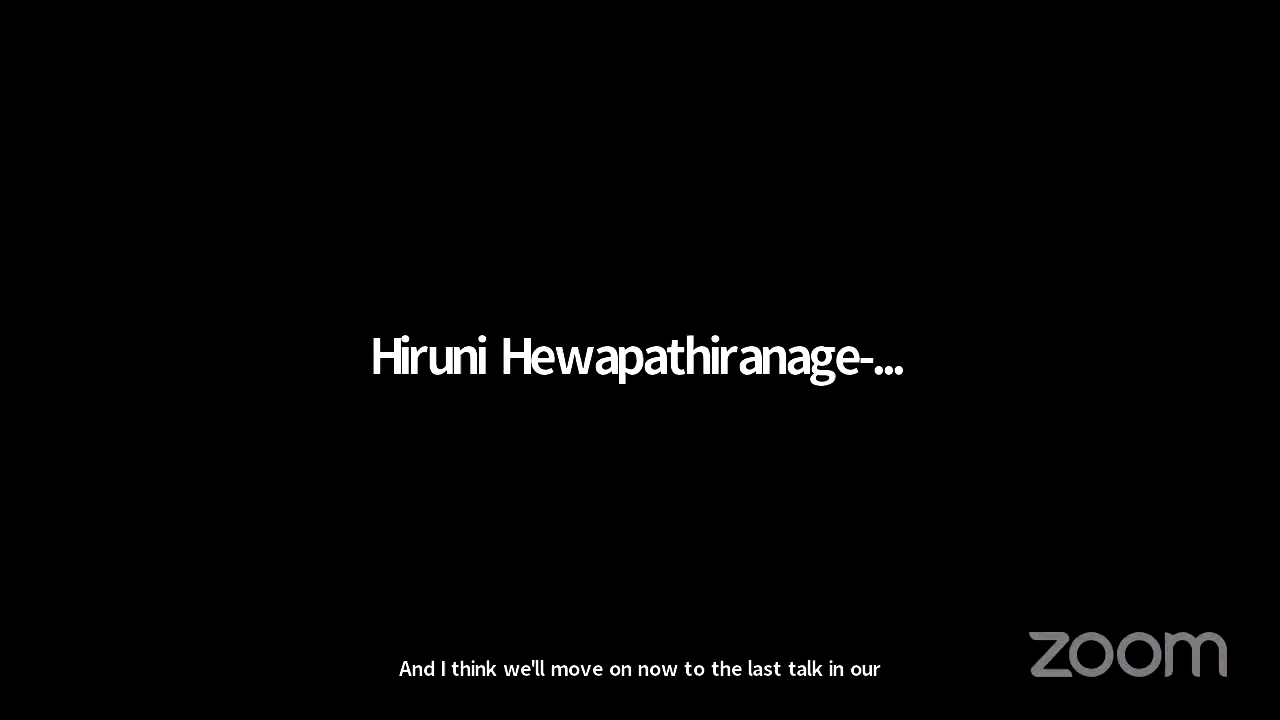 Hiruni Hewapathiranage-...
And I think we'll move on now to the last talk in our
zoom